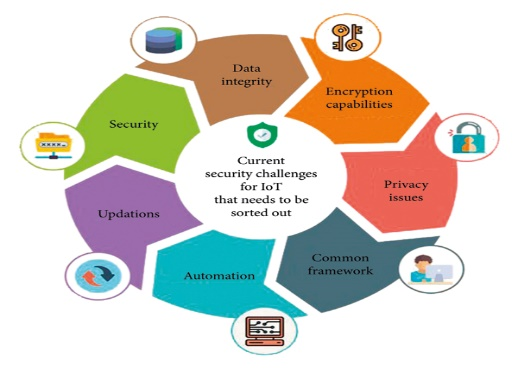 Data
integrity
Encryption
capabilities
Privacy
issues
Common
framework
Automation
Updations
Security
Current
security challenges
for IoT
that needs to be
sorted out